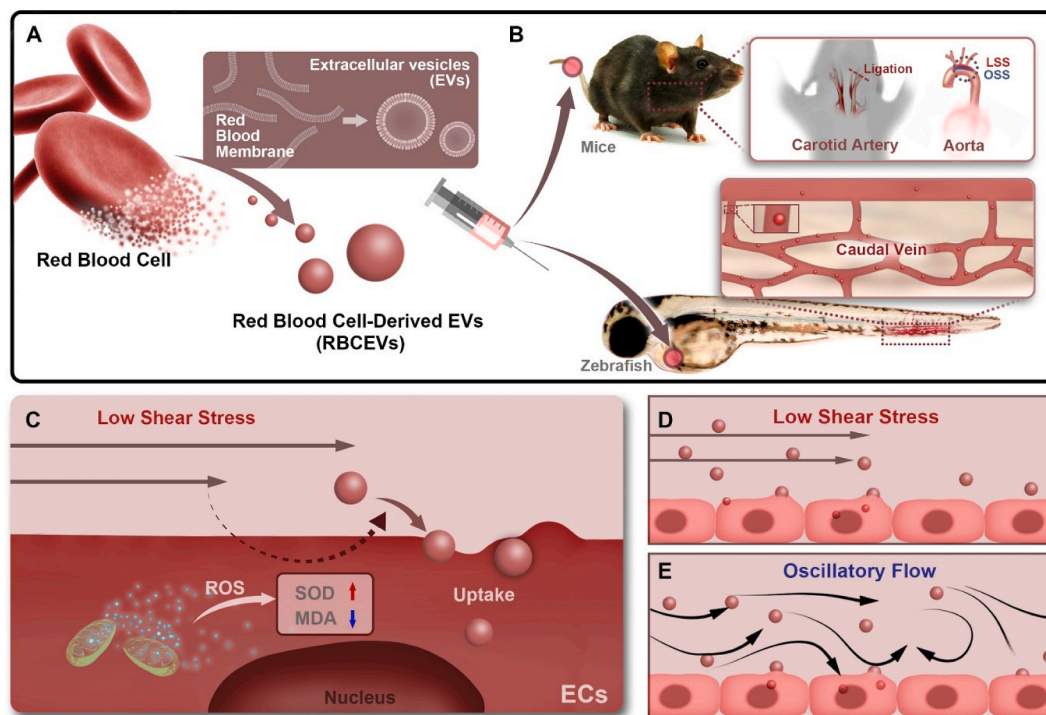 A
Extracellular vesicles
(EVs)
Red
Blood
Membrane
Red Blood Cell
Red Blood Cell-Derived EVs
(RBCEVs)
B
Mice
Ligation
Carotid Artery
LSS
OSS
Aorta
Caudal Vein
Zebrafish
C
Low Shear Stress
ROS
SOD
MDA
Uptake
Nucleus
ECs
D
Low Shear Stress
E
Oscillatory Flow